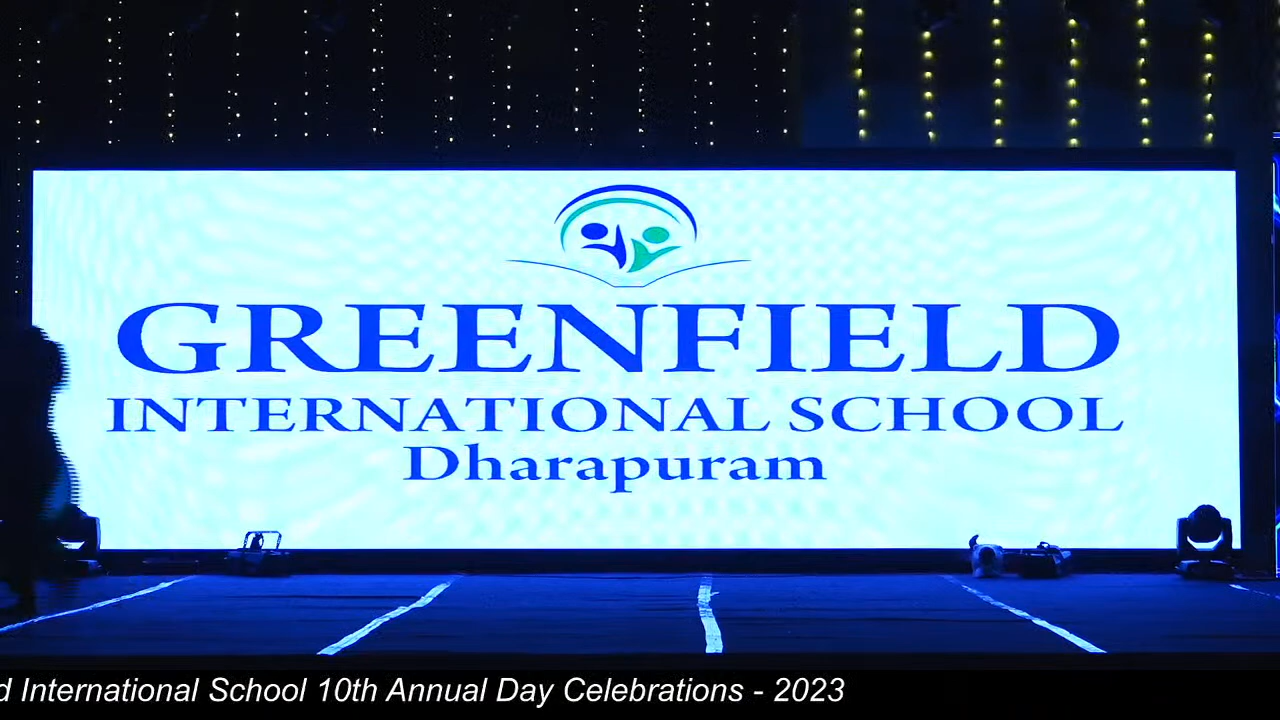 GREENFIELD
INTERNATIONAL SCHOOL
Dharapuram
d International School 10th Annual Day Celebrations - 2023